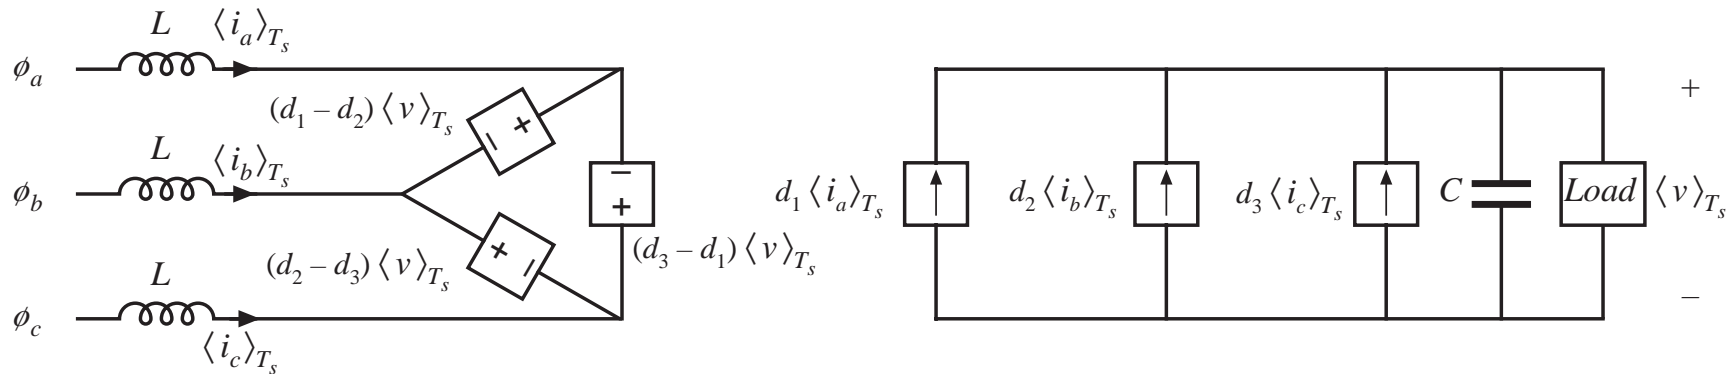 L ⟨i_a⟩_{T_s}
ϕ_a
(d_1 – d_2) ⟨v⟩_{T_s}
+
–
L ⟨i_b⟩_{T_s}
ϕ_b
–
+
(d_2 – d_3) ⟨v⟩_{T_s}
+
–
(d_3 – d_1) ⟨v⟩_{T_s}
L
ϕ_c
⟨i_c⟩_{T_s}
d_1 ⟨i_a⟩_{T_s}
d_2 ⟨i_b⟩_{T_s}
d_3 ⟨i_c⟩_{T_s}
C
Load
+
⟨v⟩_{T_s}
–